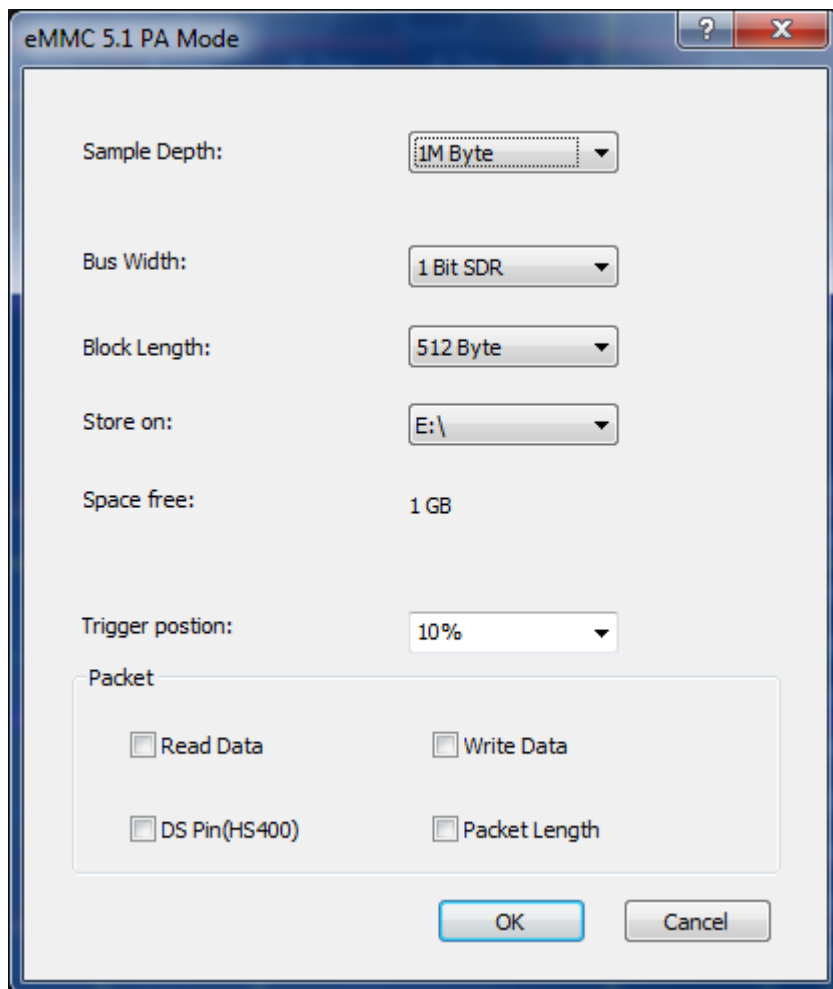 eMMC 5.1 PA Mode
Sample Depth: 1M Byte
Bus Width: 1 Bit SDR
Block Length: 512 Byte
Store on: E:\
Space free: 1 GB
Trigger postion: 10%
Packet
Read Data Write Data
DS Pin(HS400) Packet Length
OK Cancel